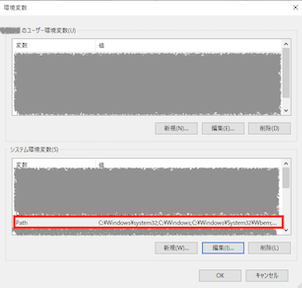 環境変数
のユーザー環境変数(U)
変数 値
新規(N)... 編集(E)... 削除(D)
システム環境変数(S)
変数 値
Path C:¥Windows¥system32;C:¥Windows;C:¥Windows¥System32¥Wbem;...
新規(W)... 編集(I)... 削除(L)
OK キャンセル